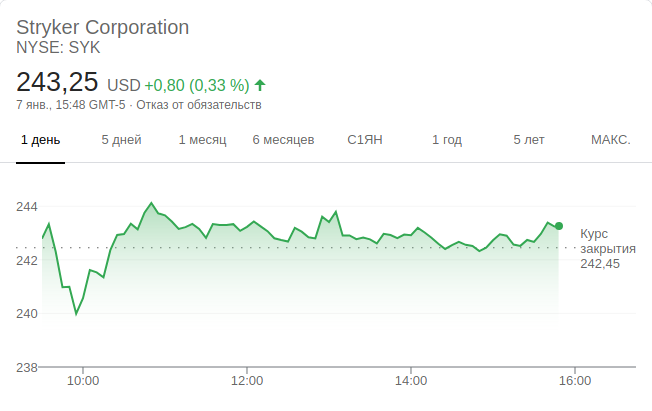 Stryker Corporation
NYSE: SYK
243,25 USD +0,80 (0,33 %)
7 янв., 15:48 GMT-5 · Отказ от обязательств
1 день 5 дней 1 месяц 6 месяцев С1ЯН 1 год 5 лет МАКС.
244
242
240
238
Курс
закрытия
242,45
10:00 12:00 14:00 16:00